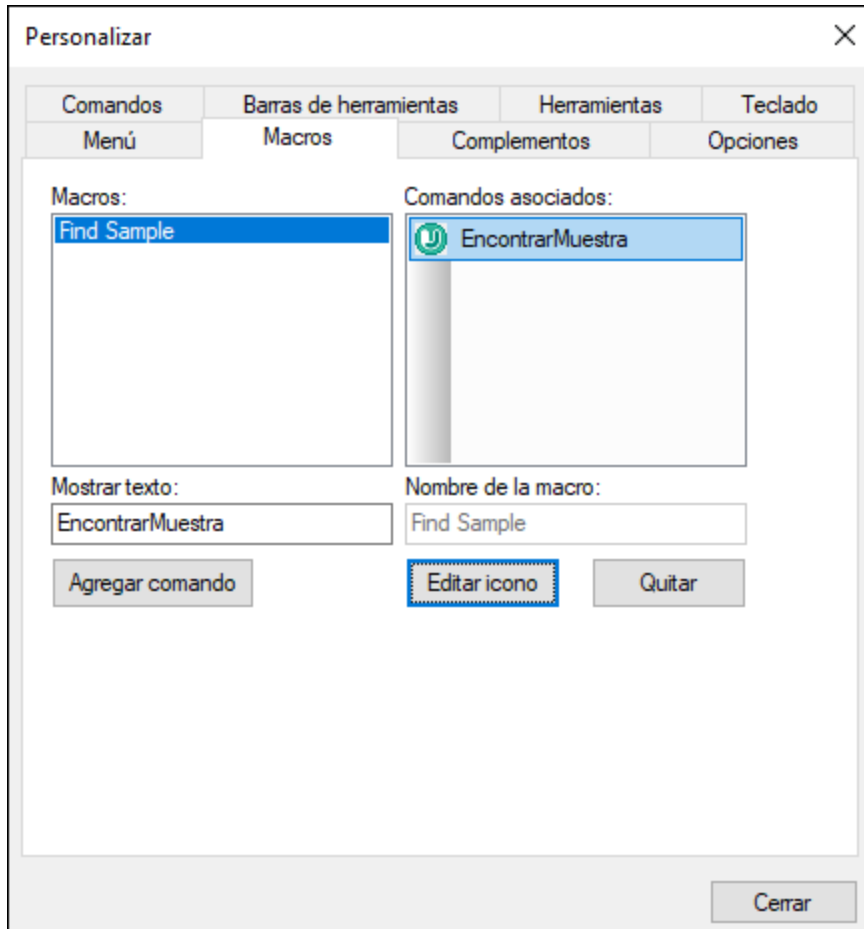 Personalizar
Comandos Barras de herramientas Herramientas Teclado
Menú Macros Complementos Opciones
Macros: Comandos asociados:
Find Sample EncontrarMuestra
Mostrar texto: Nombre de la macro:
EncontrarMuestra Find Sample
Agregar comando Editar icono Quitar
Cerrar